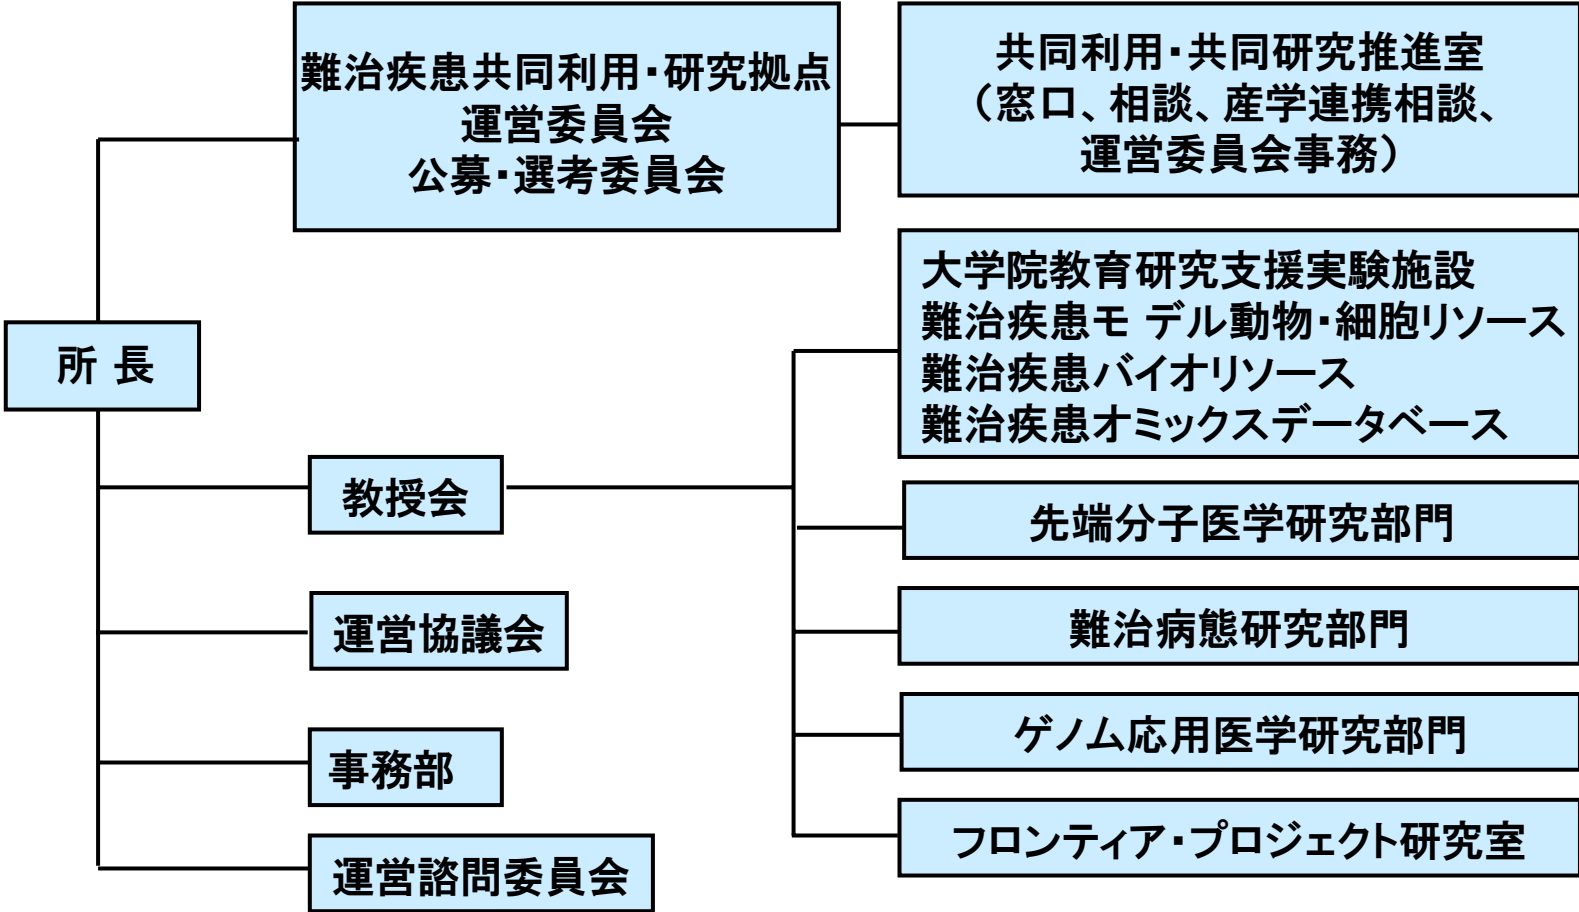 難治疾患共同利用・研究拠点
運営委員会
公募・選考委員会
共同利用・共同研究推進室
（窓口、相談、産学連携相談、
運営委員会事務）
所 長
大学院教育研究支援実験施設
難治疾患モ デル動物・細胞リソース
難治疾患バイオリソース
難治疾患オミックスデータベース
教授会
先端分子医学研究部門
運営協議会
難治病態研究部門
事務部
ゲノム応用医学研究部門
運営諮問委員会
フロンティア・プロジェクト研究室